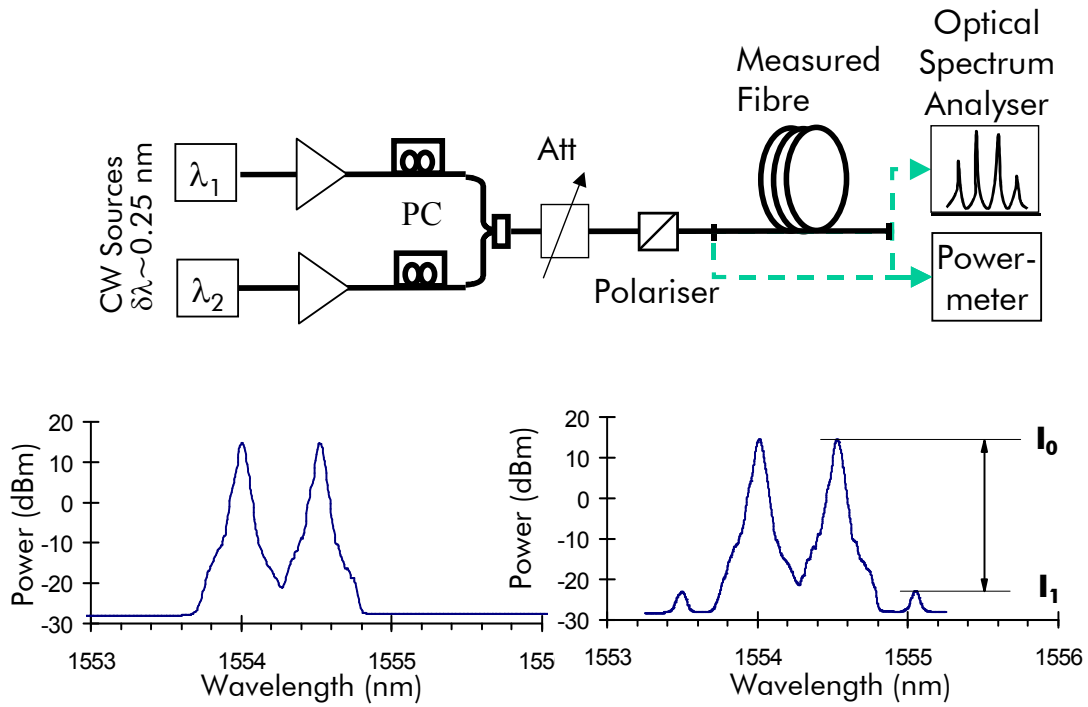 Optical
Spectrum
Analyser
Measured
Fibre
CW Sources
δλ~0.25 nm
λ1
λ2
PC
Att
Polariser
Power-
meter
Power (dBm)
20
10
0
-10
-20
-30
1553
1554
1555
155
Wavelength (nm)
Power (dBm)
20
10
0
-10
-20
-30
1553
1554
1555
1556
Wavelength (nm)
I0
I1